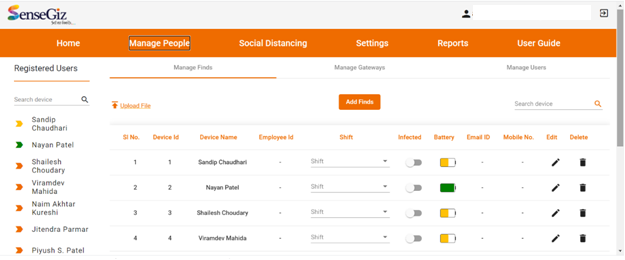 SenseGiz
Home Manage People Social Distancing Settings Reports User Guide
Registered Users
Manage Finds Manage Gateways Manage Users
Search device
Upload File
Add Finds
Search device
Sandip
Chaudhari
Nayan Patel
Shailesh
Choudary
Viramdev
Mahida
Naim Akhtar
Kureshi
Jitendra Parmar
Piyush S. Patel
Sl No. Device Id Device Name Employee Id Shift Infected Battery Email ID Mobile No. Edit Delete
1 1 Sandip Chaudhari - Shift - -
2 2 Nayan Patel - Shift - -
3 3 Shailesh Choudary - Shift - -
4 4 Viramdev Mahida - Shift - -